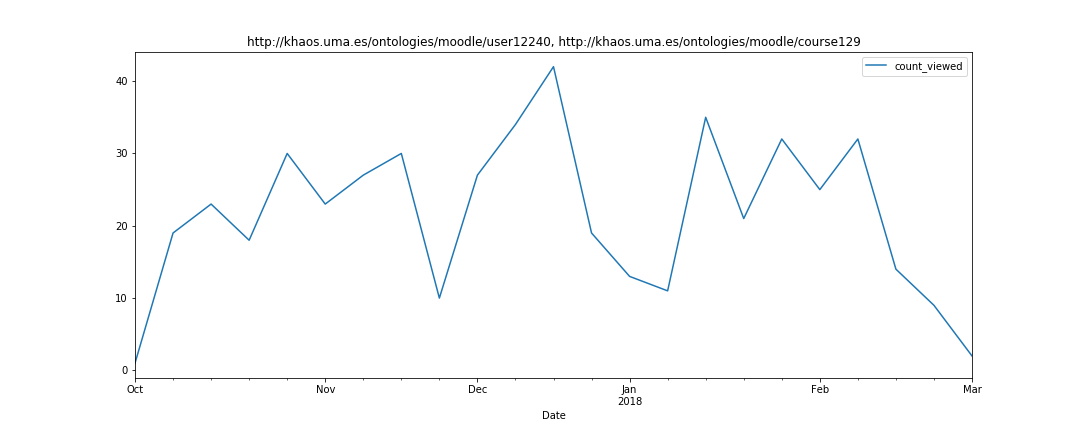 http://khaos.uma.es/ontologies/moodle/user12240, http://khaos.uma.es/ontologies/moodle/course129
count_viewed
40
30
20
10
0
Oct Nov Dec Jan Feb Mar
2018
Date